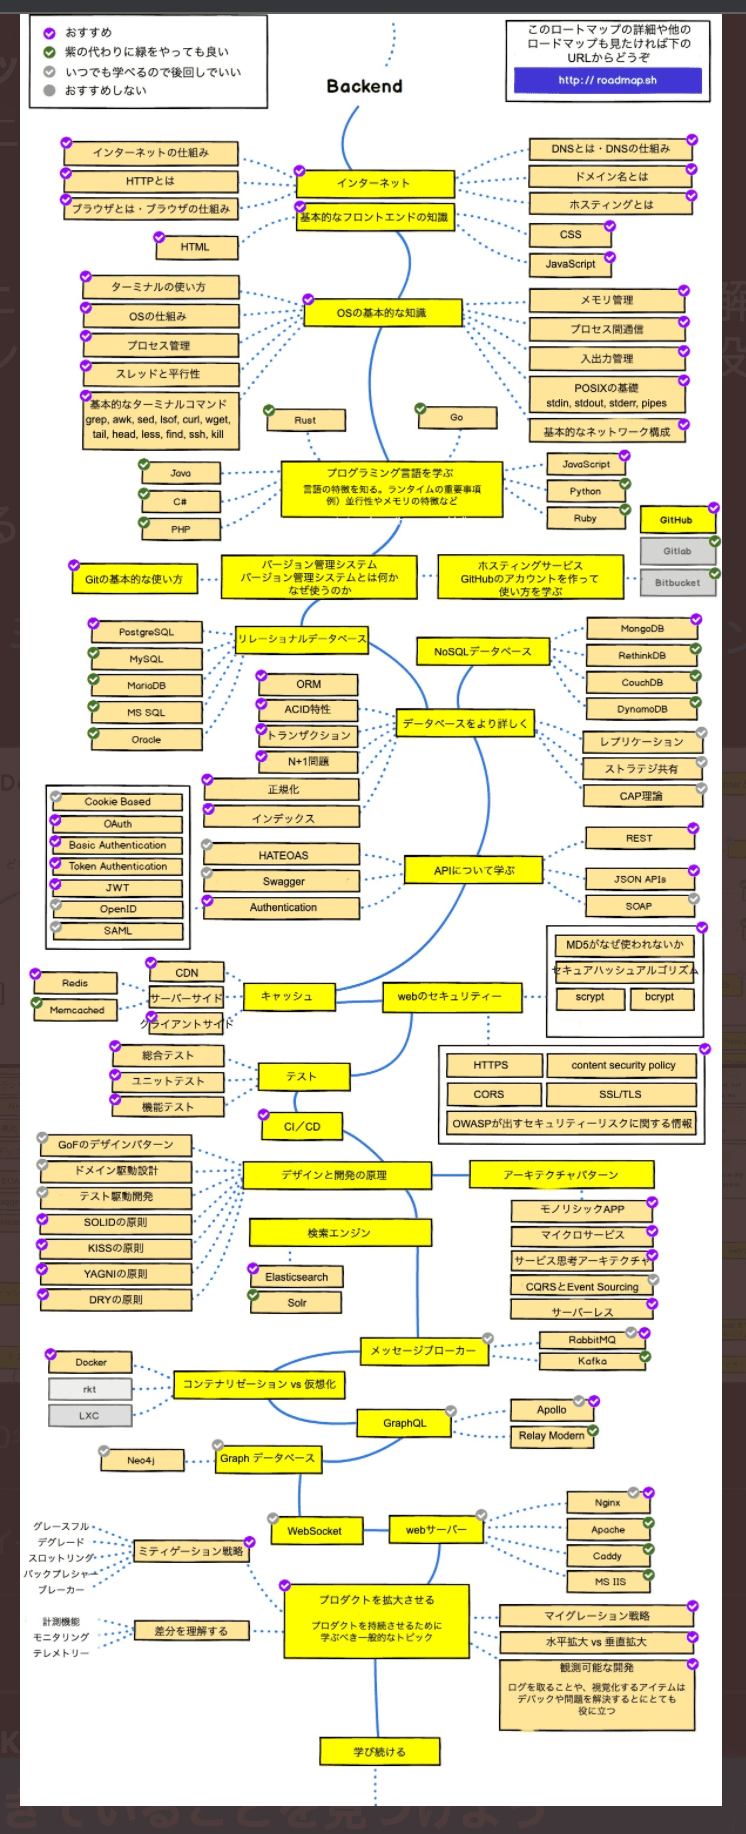 おすすめ
紫の代わりに緑をやっても良い
いつでも学べるので後回しでいい
おすすめしない
このロートマップの詳細や他の
ロードマップも見たければ下の
URLからどうぞ
http:// roadmap.sh
Backend
インターネットの仕組み
HTTPとは
ブラウザとは・ブラウザの仕組み
HTML
インターネット
基本的なフロントエンドの知識
DNSとは・DNSの仕組み
ドメイン名とは
ホスティングとは
CSS
JavaScript
ターミナルの使い方
OSの仕組み
プロセス管理
スレッドと平行性
基本的なターミナルコマンド
grep, awk, sed, lsof, curl, wget,
tail, head, less, find, ssh, kill
OSの基本的な知識
メモリ管理
プロセス間通信
入出力管理
POSIXの基礎
stdin, stdout, stderr, pipes
基本的なネットワーク構成
Rust
Go
Java
C#
PHP
プログラミング言語を学ぶ
言語の特徴を知る。ランタイムの重要事項
例）並行性やメモリの特徴など
JavaScript
Python
Ruby
GitHub
Gitlab
Bitbucket
Gitの基本的な使い方
バージョン管理システム
バージョン管理システムとは何か
なぜ使うのか
ホスティングサービス
GitHubのアカウントを作って
使い方を学ぶ
PostgreSQL
MySQL
MariaDB
MS SQL
Oracle
リレーショナルデータベース
NoSQLデータベース
MongoDB
RethinkDB
CouchDB
DynamoDB
ORM
ACID特性
トランザクション
N+1問題
正規化
インデックス
データベースをより詳しく
レプリケーション
ストラテジ共有
CAP理論
Cookie Based
OAuth
Basic Authentication
Token Authentication
JWT
OpenID
SAML
HATEOAS
Swagger
Authentication
APIについて学ぶ
REST
JSON APIs
SOAP
Redis
Memcached
CDN
サーバーサイド
クライアントサイド
キャッシュ
webのセキュリティー
MD5がなぜ使われないか
セキュアハッシュアルゴリズム
scrypt
bcrypt
HTTPS
content security policy
CORS
SSL/TLS
OWASPが出すセキュリティーリスクに関する情報
総合テスト
ユニットテスト
機能テスト
テスト
CI／CD
GoFのデザインパターン
ドメイン駆動設計
テスト駆動開発
SOLIDの原則
KISSの原則
YAGNIの原則
DRYの原則
デザインと開発の原理
アーキテクチャパターン
モノリシックAPP
マイクロサービス
サービス思考アーキテクチャ
CQRSとEvent Sourcing
サーバーレス
検索エンジン
Elasticsearch
Solr
メッセージブローカー
RabbitMQ
Kafka
Docker
rkt
LXC
コンテナリゼーション vs 仮想化
GraphQL
Apollo
Relay Modern
Neo4j
Graph データベース
WebSocket
webサーバー
Nginx
Apache
Caddy
MS IIS
グレースフル
デグレード
スロットリング
バックプレシャー
ブレーカー
ミティゲーション戦略
計測機能
モニタリング
テレメトリー
差分を理解する
プロダクトを拡大させる
プロダクトを持続させるために
学ぶべき一般的なトピック
マイグレーション戦略
水平拡大 vs 垂直拡大
観測可能な開発
ログを取ることや、視覚化するアイテムは
デバックや問題を解決するとにとても
役に立つ
学び続ける